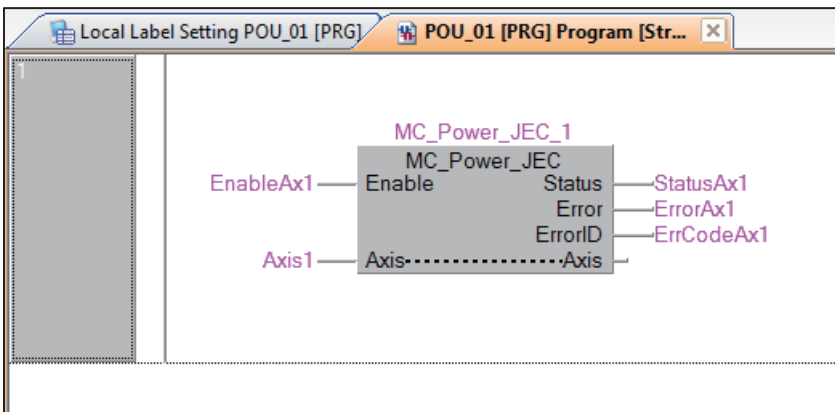 Local Label Setting POU_01 [PRG]
POU_01 [PRG] Program [Str...
1
MC_Power_JEC_1
MC_Power_JEC
EnableAx1 Enable Status StatusAx1
Error ErrorAx1
ErrorID ErrCodeAx1
Axis1 Axis Axis